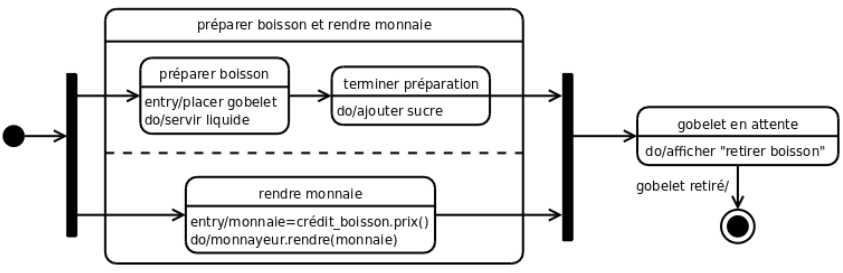 préparer boisson et rendre monnaie
préparer boisson
entry/placer gobelet
do/servir liquide
terminer préparation
do/ajouter sucre
rendre monnaie
entry/monnaie=crédit_boisson.prix()
do/monnayeur.rendre(monnaie)
gobelet en attente
do/afficher "retirer boisson"
gobelet retiré/